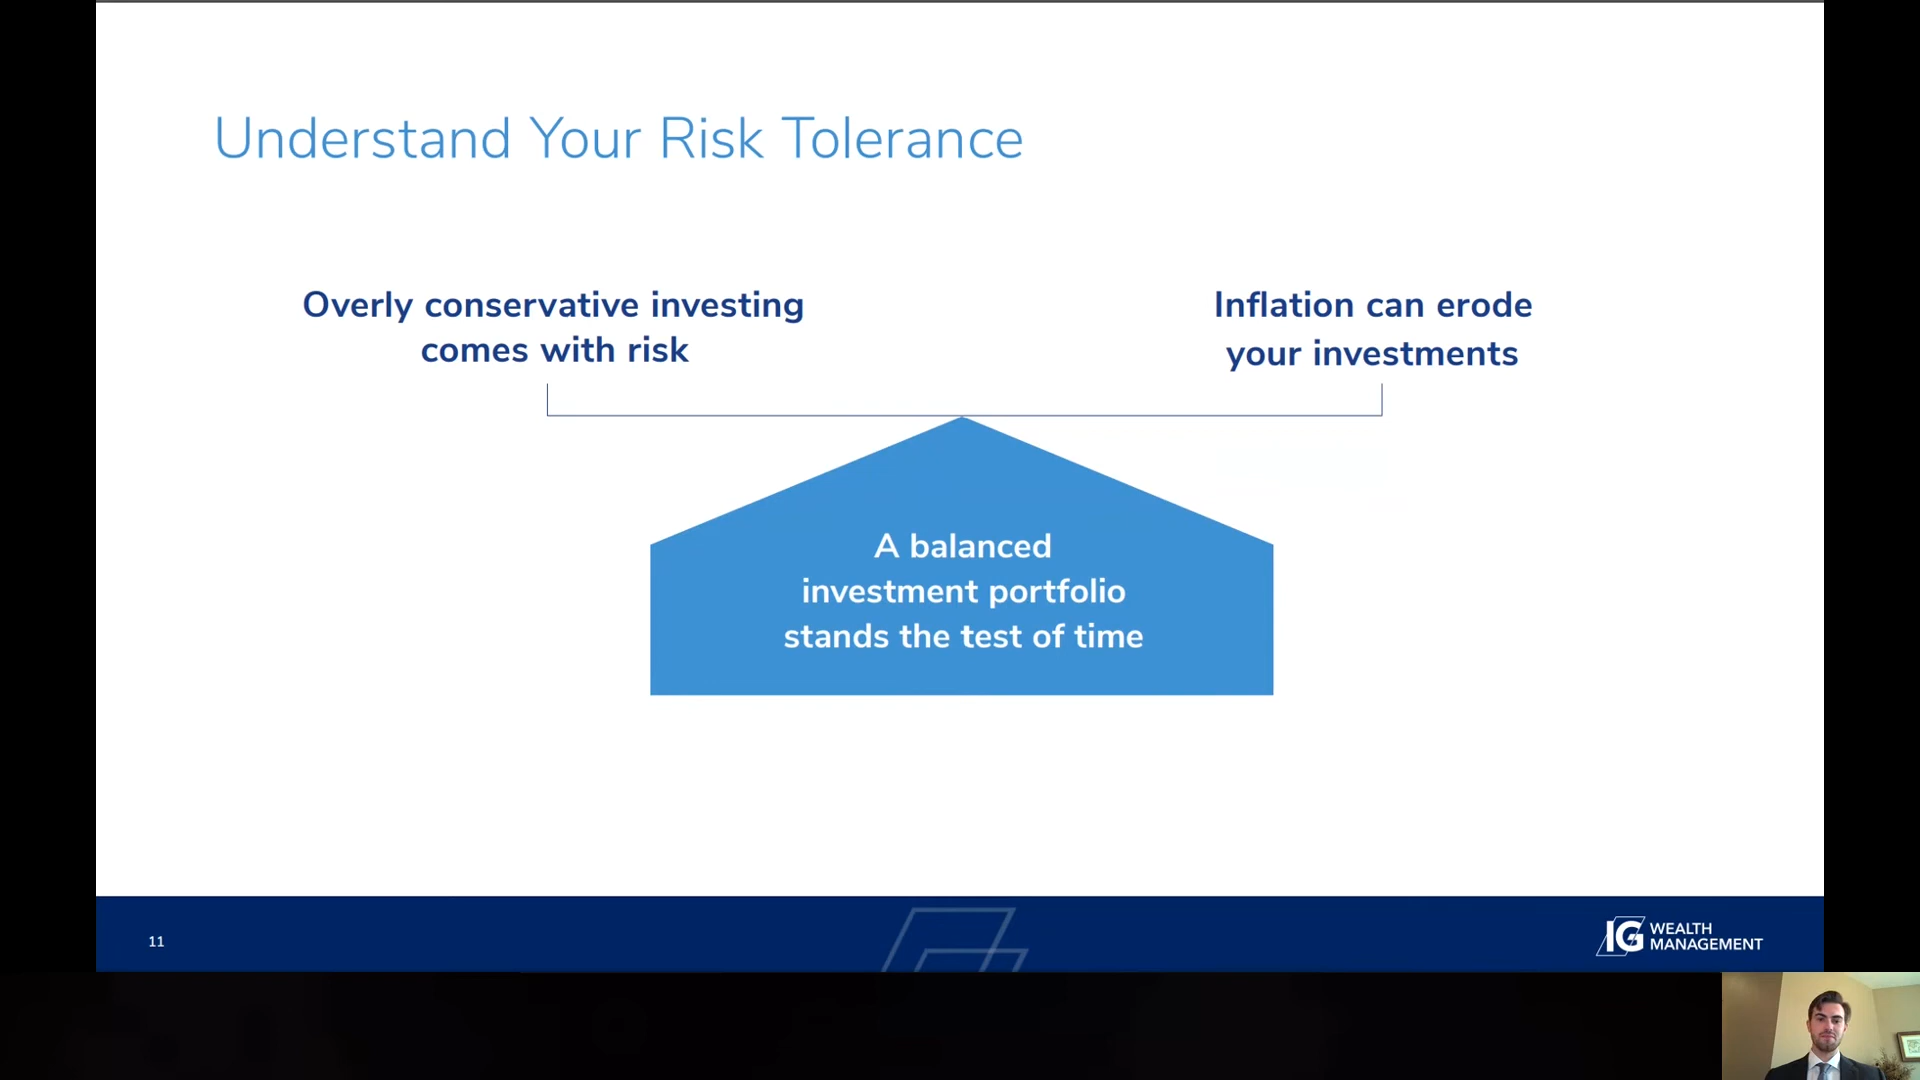 Understand Your Risk Tolerance
Overly conservative investing
comes with risk
Inflation can erode
your investments
A balanced
investment portfolio
stands the test of time
11
IG WEALTH
MANAGEMENT